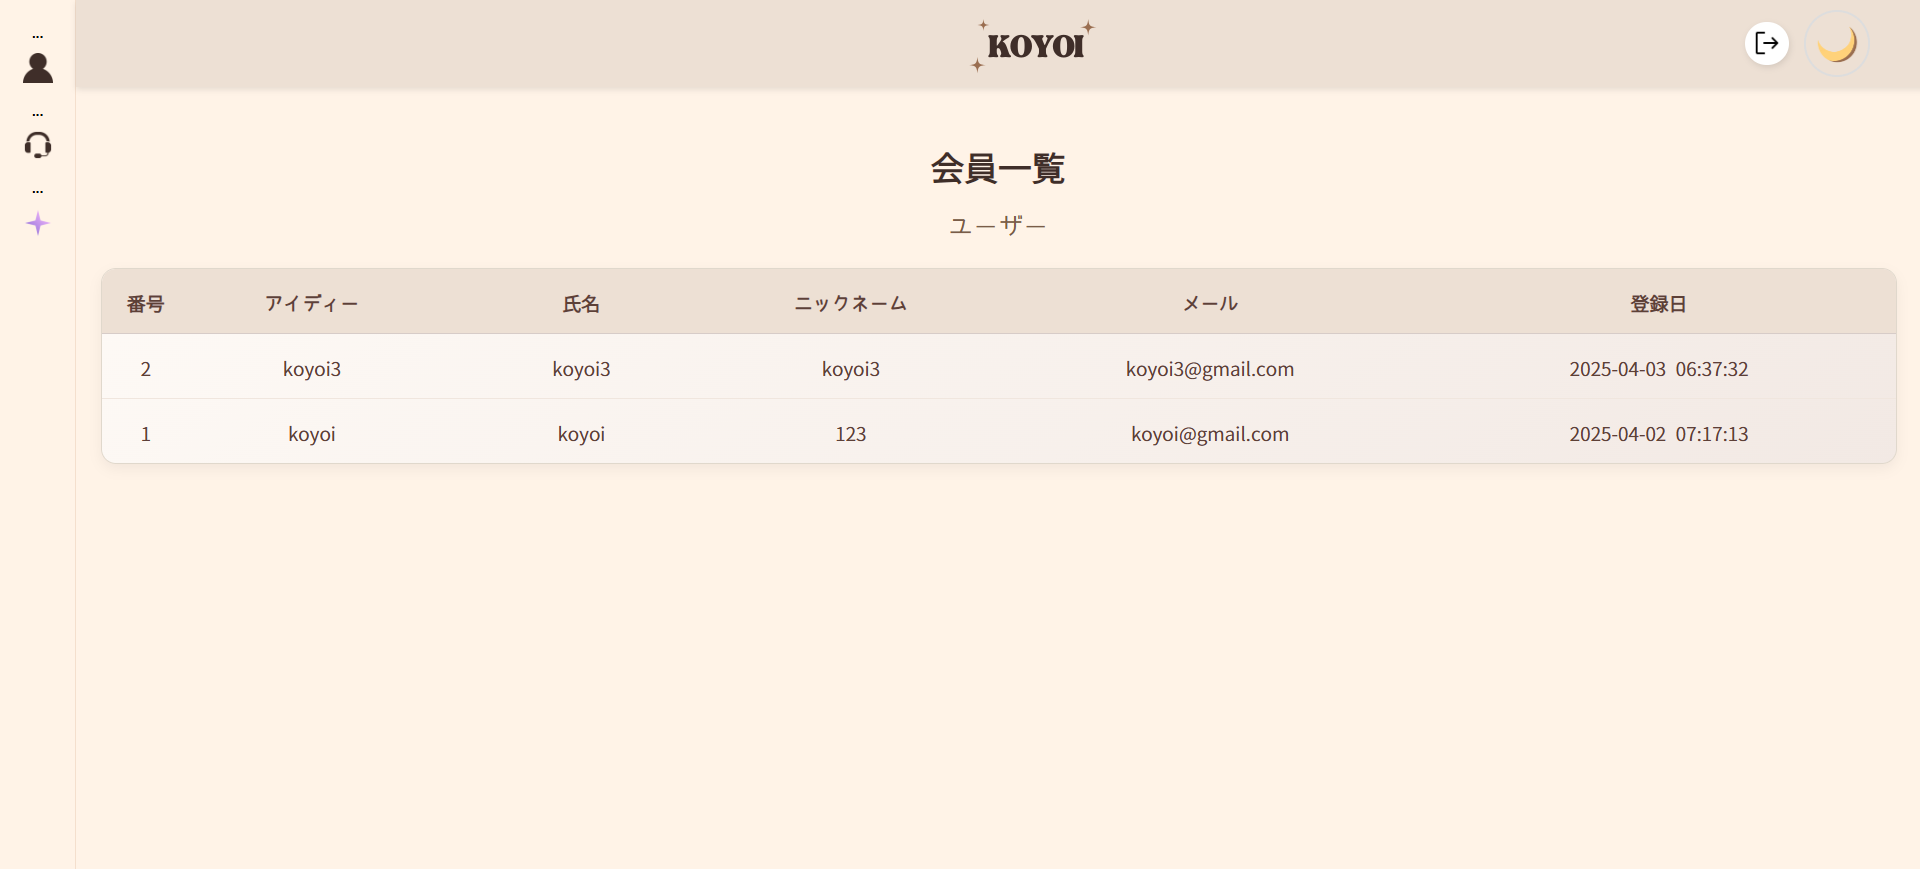 ...
...
...
KOYOI
会員一覧
ユーザー
番号 アイディー 氏名 ニックネーム メール 登録日
2 koyoi3 koyoi3 koyoi3 koyoi3@gmail.com 2025-04-03 06:37:32
1 koyoi koyoi 123 koyoi@gmail.com 2025-04-02 07:17:13